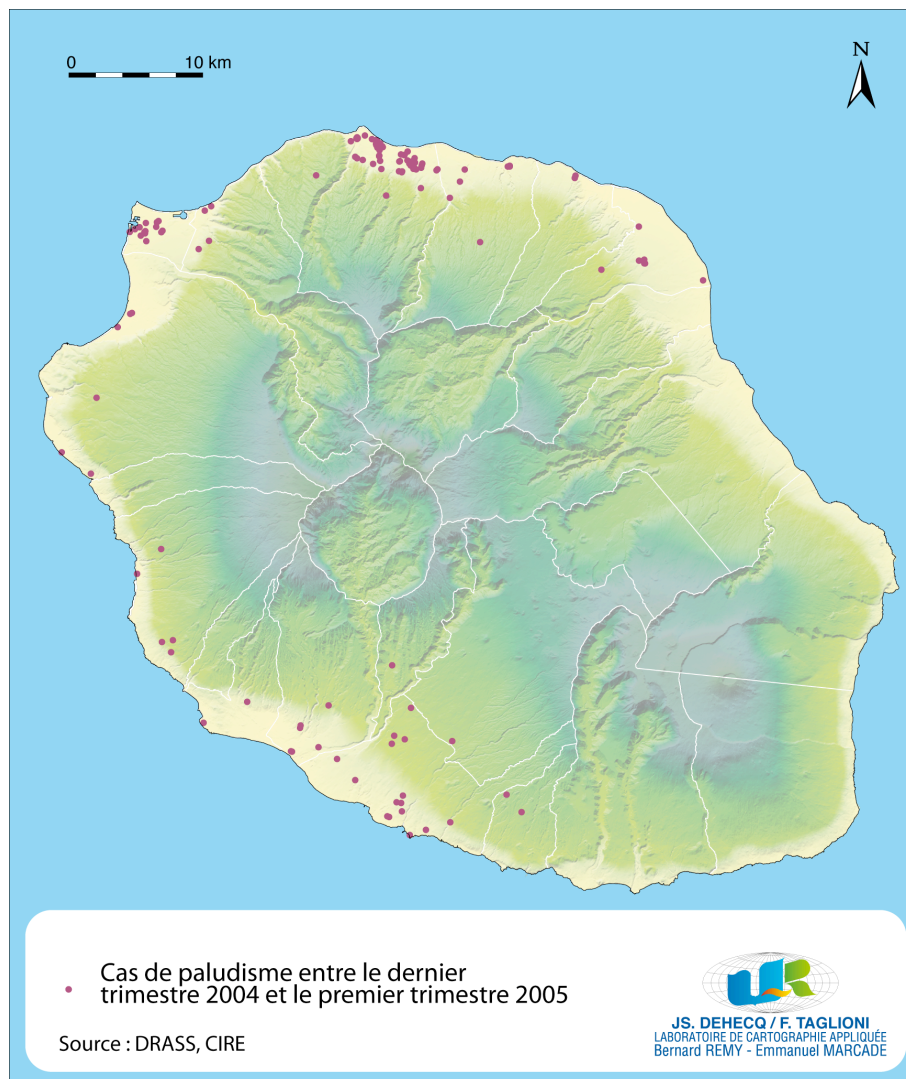 0 10 km
N
Cas de paludisme entre le dernier
trimestre 2004 et le premier trimestre 2005
Source : DRASS, CIRE
UR
JS. DEHECQ / F. TAGLIONI
LABORATOIRE DE CARTOGRAPHIE APPLIQUÉE
Bernard REMY - Emmanuel MARCADE